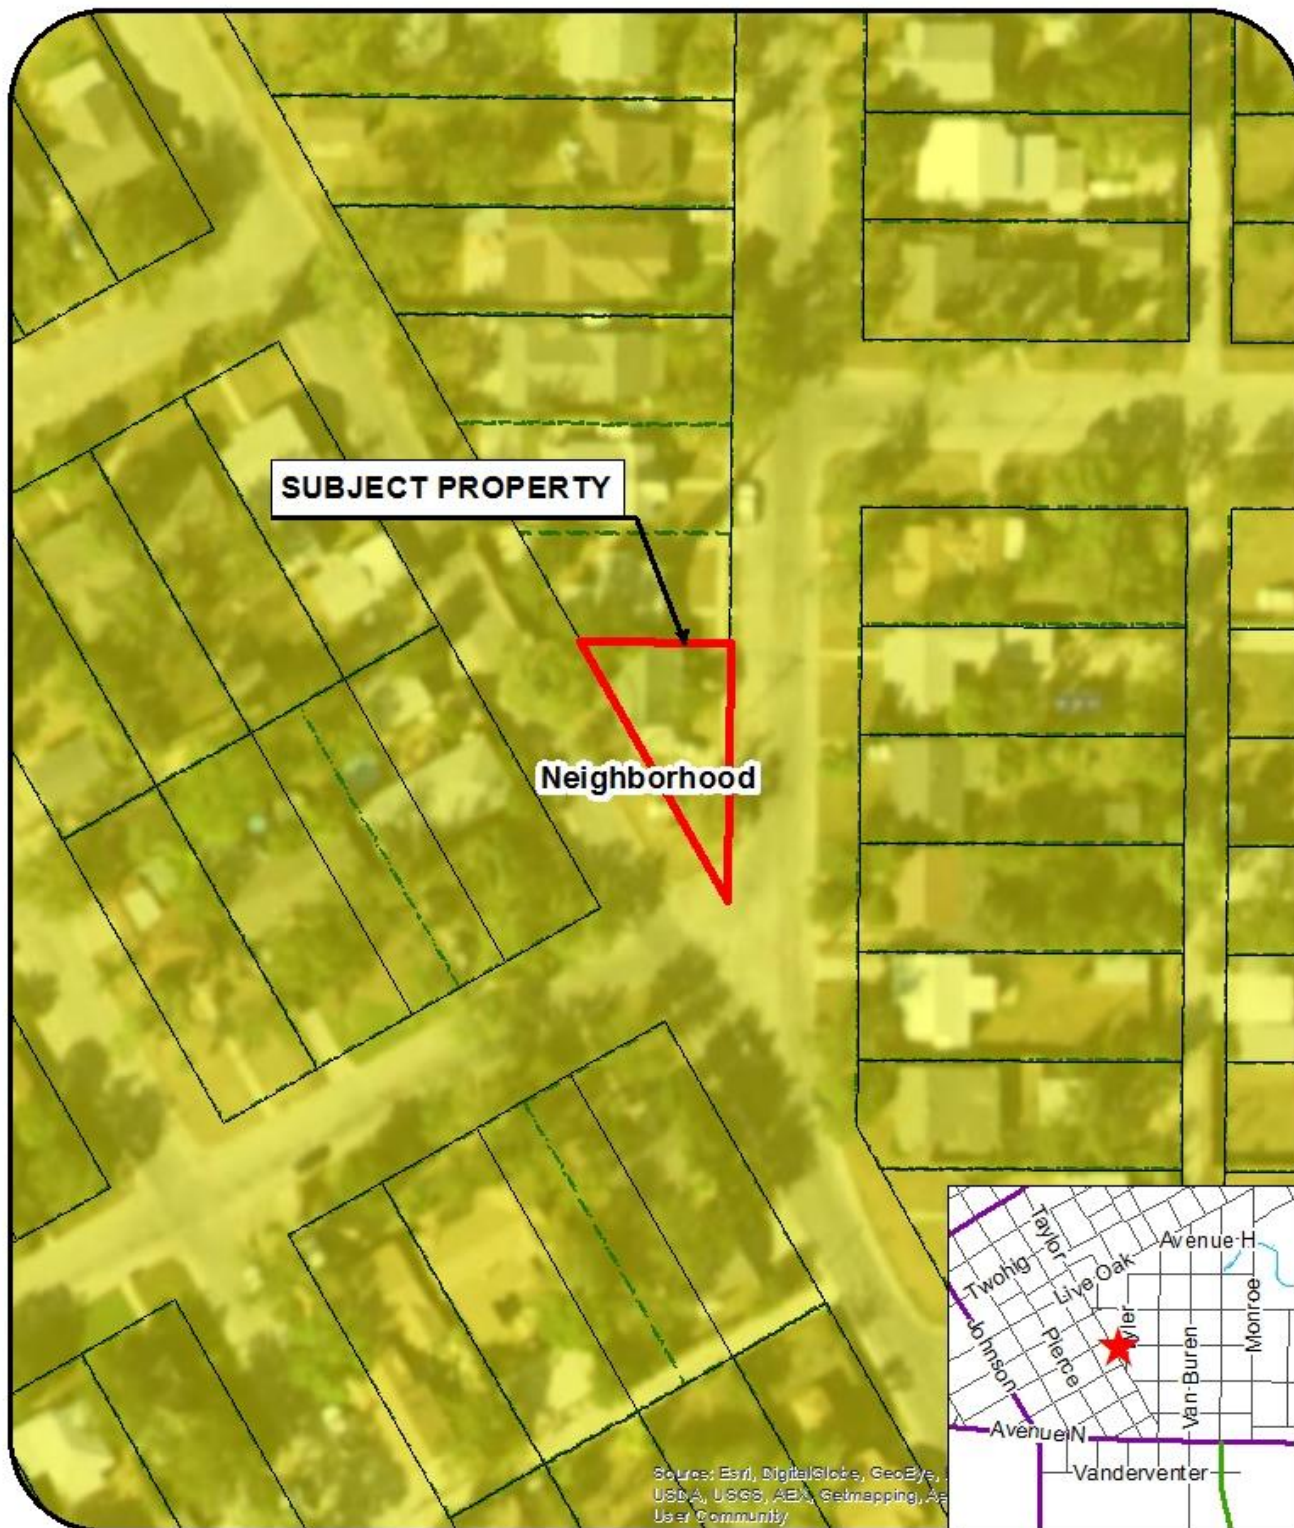 SUBJECT PROPERTY
Neighborhood
Taylor
Avenue H
Twohig
Live Oak
Johnson
Pierce
Van Buren
Monroe
Avenue N
Vanderventer
Source: Esri, DigitalGlobe, GeoEye,
USDA, USGS, AEX, Getmapping,
User Community